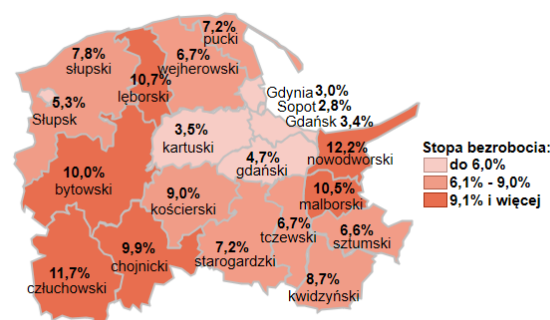 7,2%
pucki
7,8%
słupski
6,7%
wejherowski
10,7%
lęborski
Gdynia 3,0%
Sopot 2,8%
Gdańsk 3,4%
5,3%
Słupsk
3,5%
kartuski
12,2%
nowodworski
4,7%
gdański
10,0%
bytowski
9,0%
kościerski
10,5%
malborski
6,7%
tczewski
6,6%
sztumski
9,9%
chojnicki
7,2%
starogardzki
11,7%
człuchowski
8,7%
kwidzyński
Stopa bezrobocia:
do 6,0%
6,1% - 9,0%
9,1% i więcej